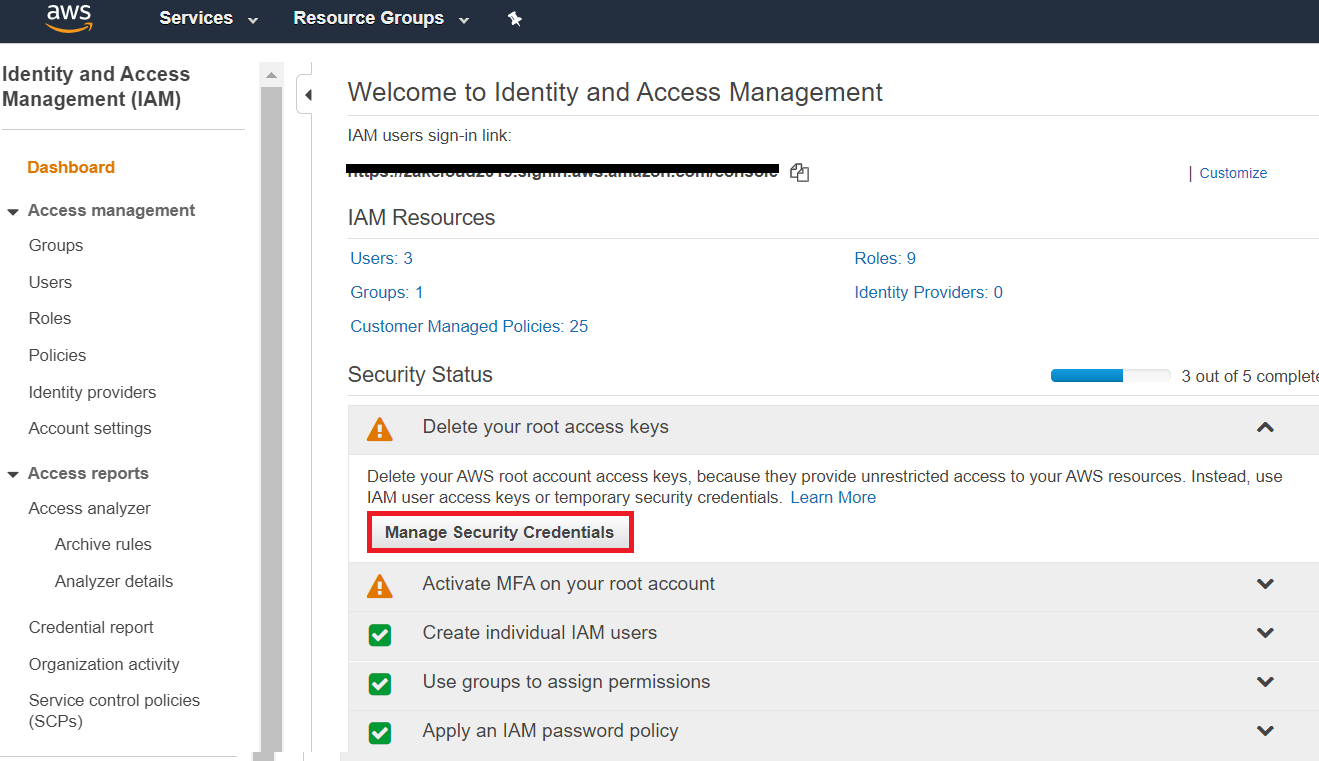 aws
Services
Resource Groups
Identity and Access
Management (IAM)
Dashboard
Access management
Groups
Users
Roles
Policies
Identity providers
Account settings
Access reports
Access analyzer
Archive rules
Analyzer details
Credential report
Organization activity
Service control policies
(SCPs)
Welcome to Identity and Access Management
IAM users sign-in link:
| Customize
IAM Resources
Users: 3
Roles: 9
Groups: 1
Identity Providers: 0
Customer Managed Policies: 25
Security Status
3 out of 5 complete
Delete your root access keys
Delete your AWS root account access keys, because they provide unrestricted access to your AWS resources. Instead, use
IAM user access keys or temporary security credentials. Learn More
Manage Security Credentials
Activate MFA on your root account
Create individual IAM users
Use groups to assign permissions
Apply an IAM password policy